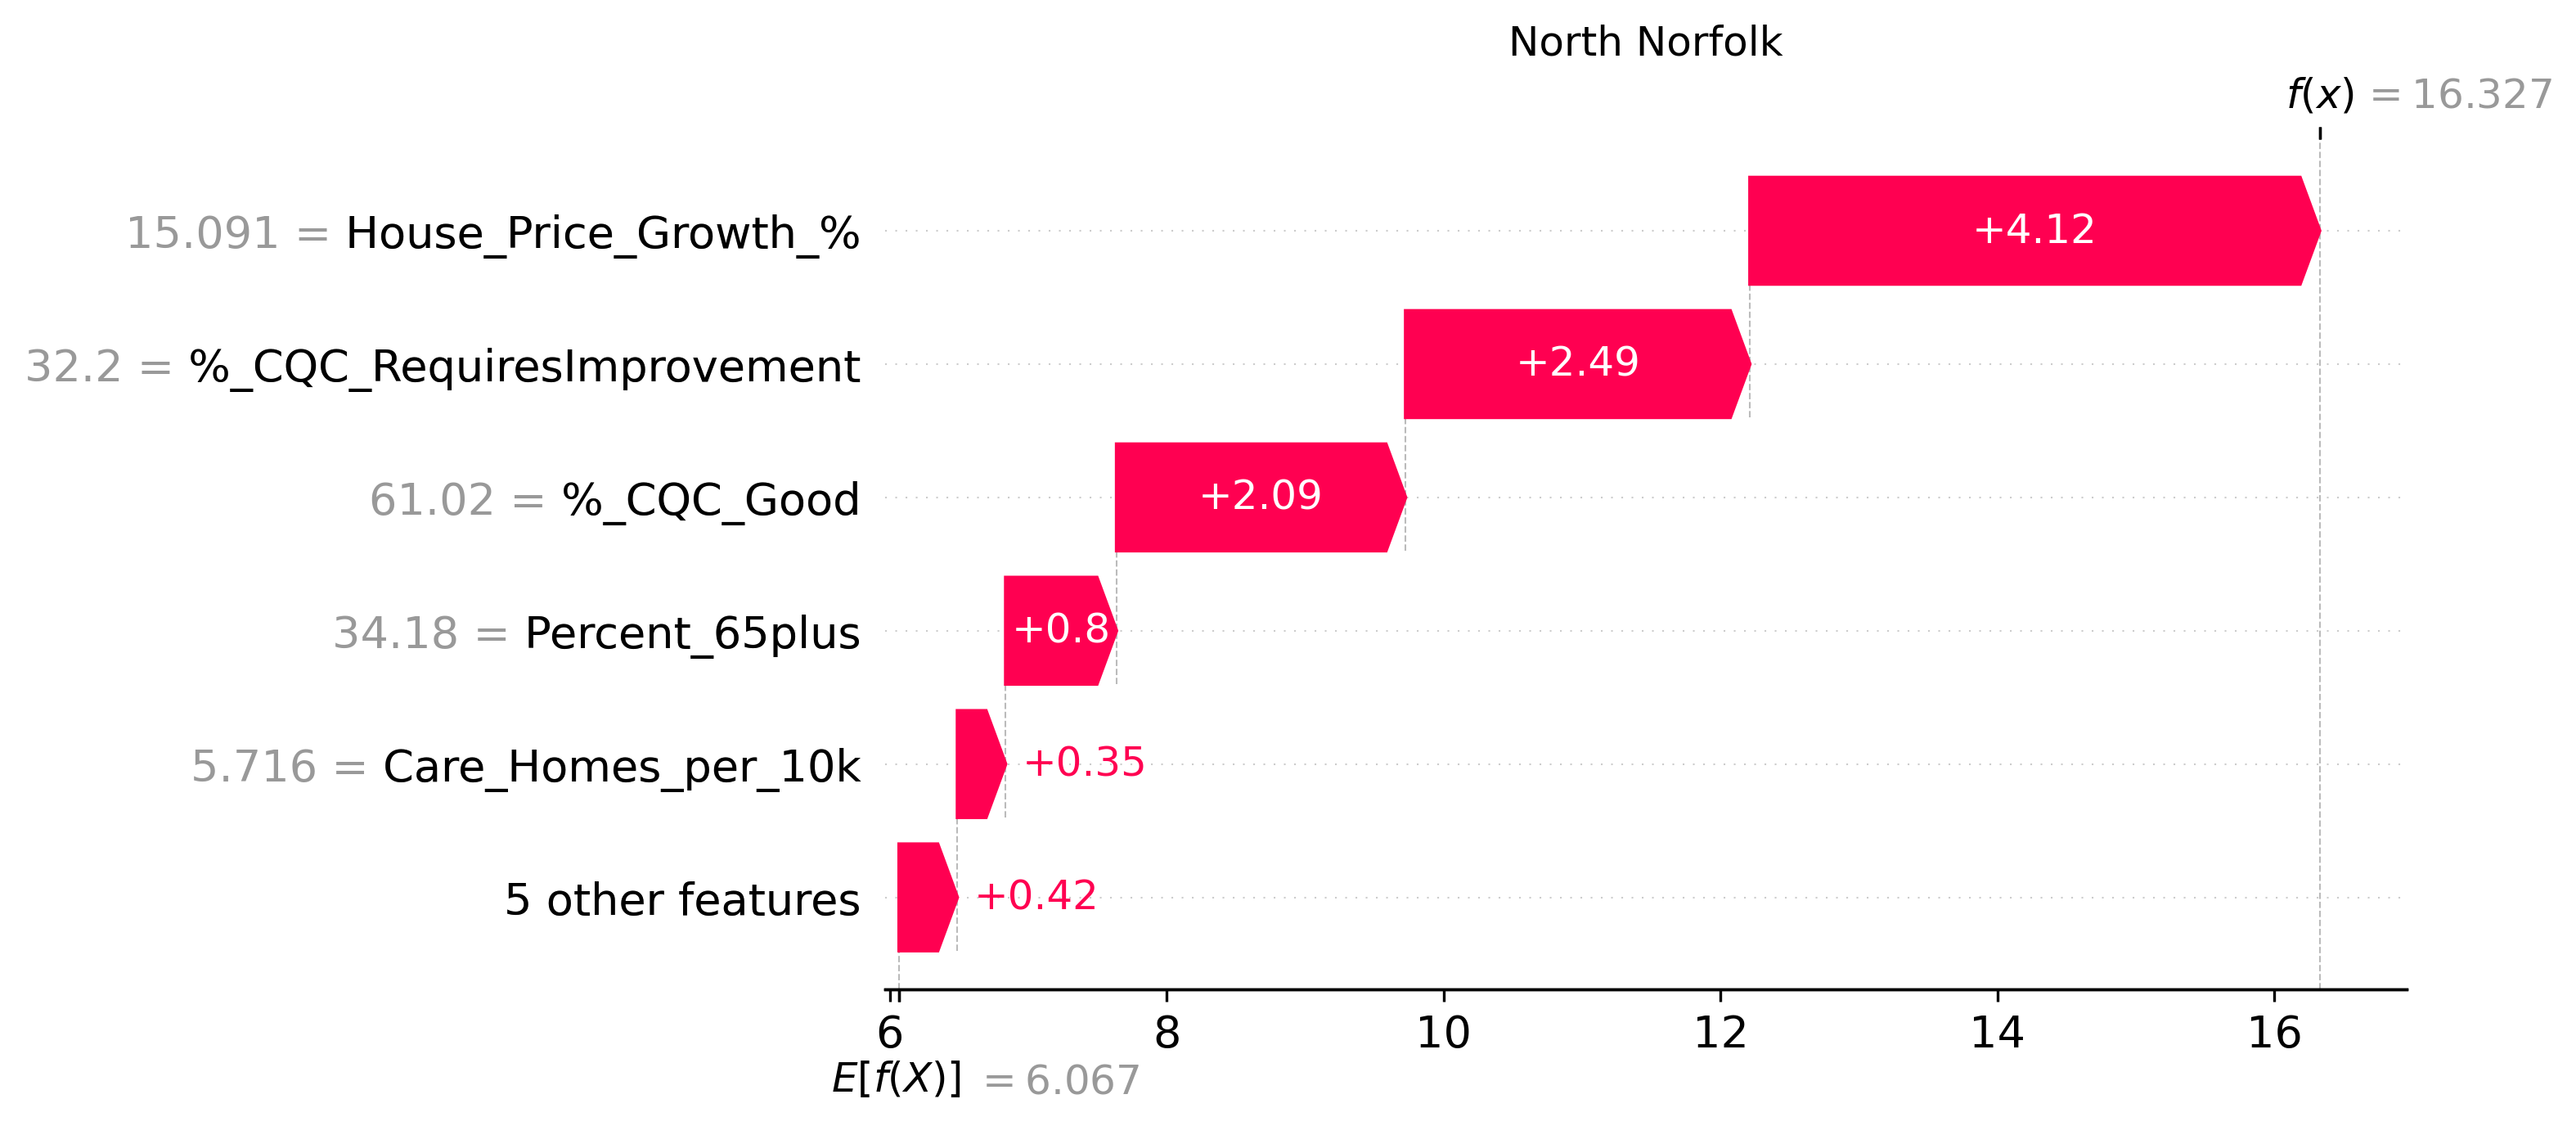 North Norfolk
f(x) = 16.327
15.091 = House_Price_Growth_%
+4.12
32.2 = %_CQC_RequiresImprovement
+2.49
61.02 = %_CQC_Good
+2.09
34.18 = Percent_65plus
+0.8
5.716 = Care_Homes_per_10k
+0.35
5 other features
+0.42
6 8 10 12 14 16
E[f(X)] = 6.067